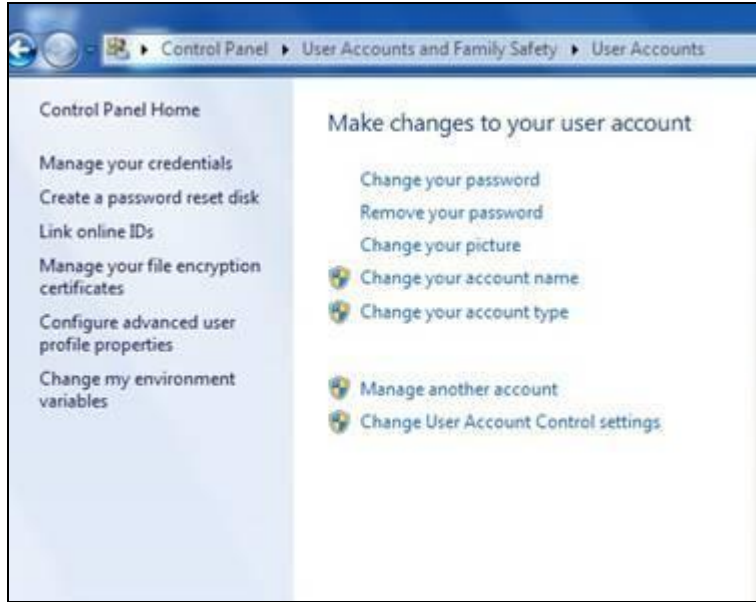 Control Panel ▸ User Accounts and Family Safety ▸ User Accounts
Control Panel Home
Manage your credentials
Create a password reset disk
Link online IDs
Manage your file encryption
certificates
Configure advanced user
profile properties
Change my environment
variables
Make changes to your user account
Change your password
Remove your password
Change your picture
Change your account name
Change your account type
Manage another account
Change User Account Control settings